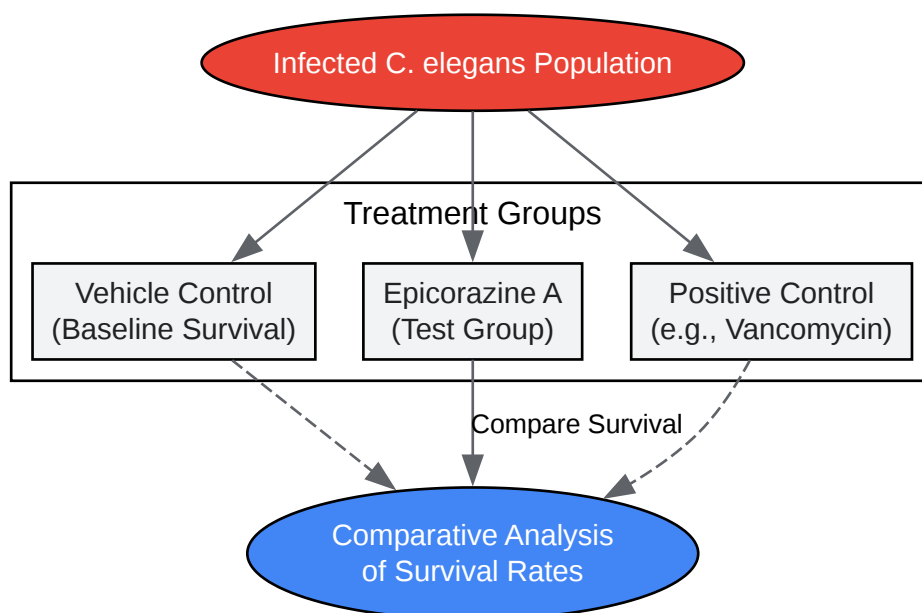 Infected C. elegans Population
Treatment Groups
Vehicle Control
(Baseline Survival)
Epicorazine A
(Test Group)
Positive Control
(e.g., Vancomycin)
Compare Survival
Comparative Analysis
of Survival Rates